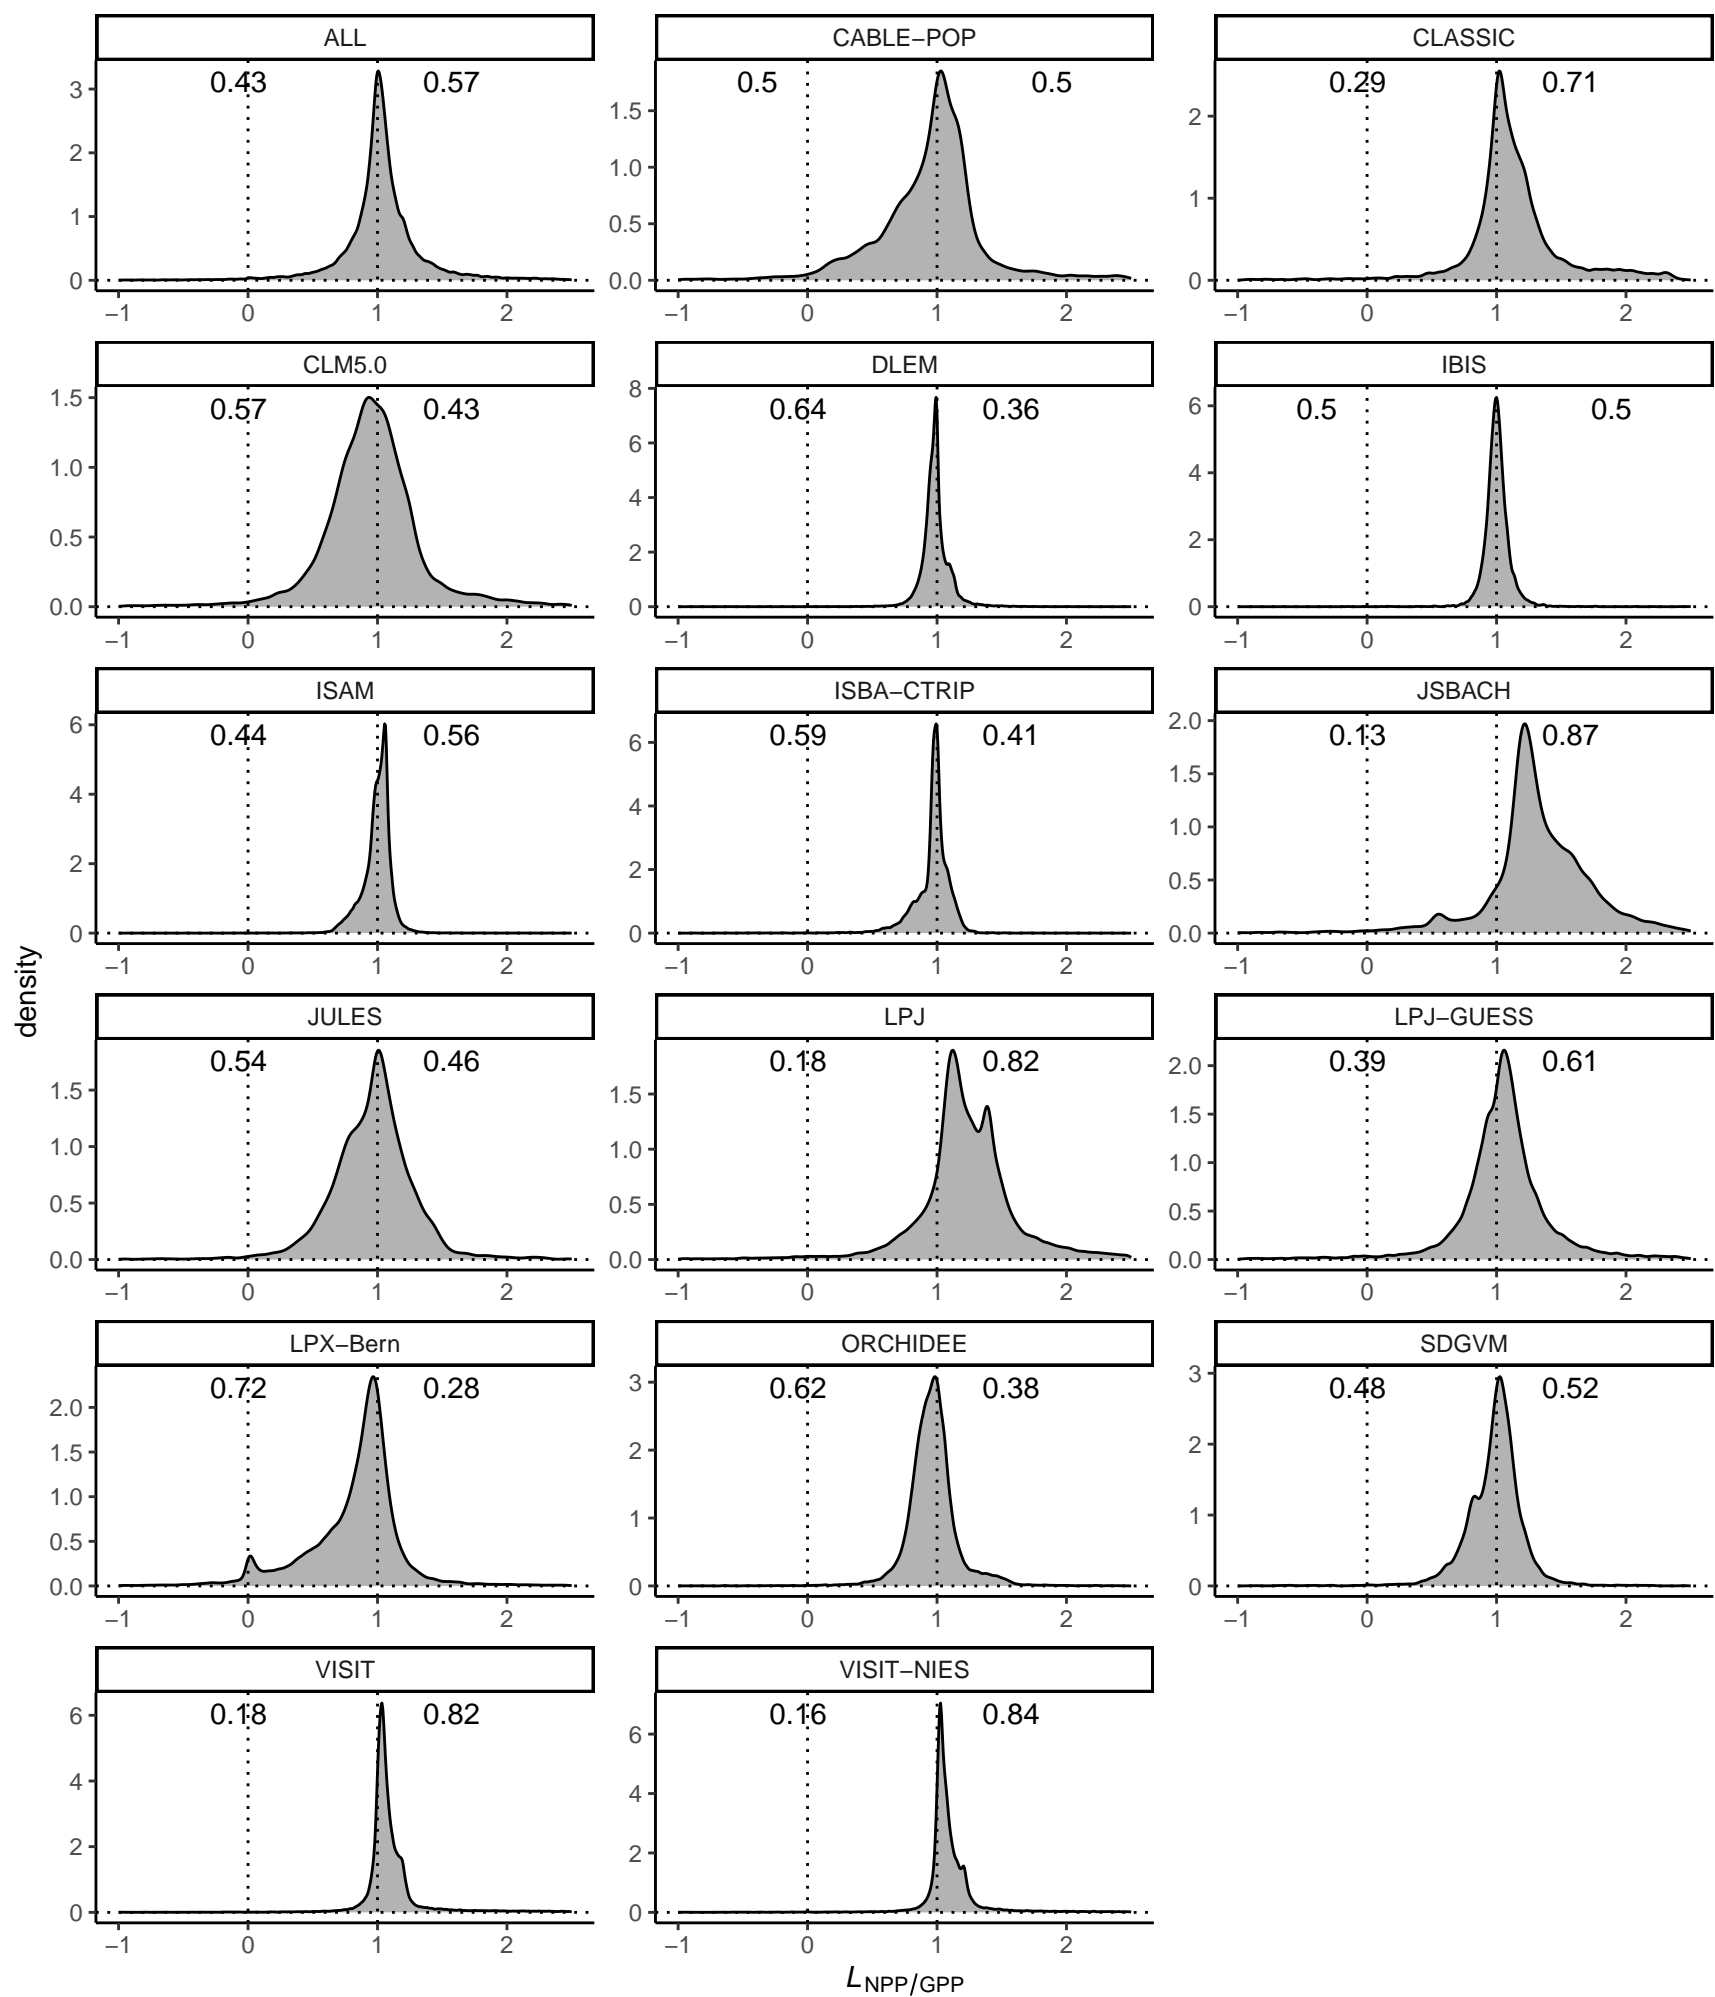 ALL
0.43 0.57
3
2
1
0
−1 0 1 2
CABLE−POP
0.5 0.5
1.5
1.0
0.5
0.0
−1 0 1 2
CLASSIC
0.29 0.71
2
1
0
−1 0 1 2
CLM5.0
0.57 0.43
1.5
1.0
0.5
0.0
−1 0 1 2
DLEM
0.64 0.36
8
6
4
2
0
−1 0 1 2
IBIS
0.5 0.5
6
4
2
0
−1 0 1 2
ISAM
0.44 0.56
6
4
2
0
−1 0 1 2
ISBA−CTRIP
0.59 0.41
6
4
2
0
−1 0 1 2
JSBACH
0.13 0.87
2.0
1.5
1.0
0.5
0.0
−1 0 1 2
density
JULES
0.54 0.46
1.5
1.0
0.5
0.0
−1 0 1 2
LPJ
0.18 0.82
1.5
1.0
0.5
0.0
−1 0 1 2
LPJ−GUESS
0.39 0.61
2.0
1.5
1.0
0.5
0.0
−1 0 1 2
LPX−Bern
0.72 0.28
2.0
1.5
1.0
0.5
0.0
−1 0 1 2
ORCHIDEE
0.62 0.38
3
2
1
0
−1 0 1 2
SDGVM
0.48 0.52
3
2
1
0
−1 0 1 2
VISIT
0.18 0.82
6
4
2
0
−1 0 1 2
VISIT−NIES
0.16 0.84
6
4
2
0
−1 0 1 2
L NPP/GPP